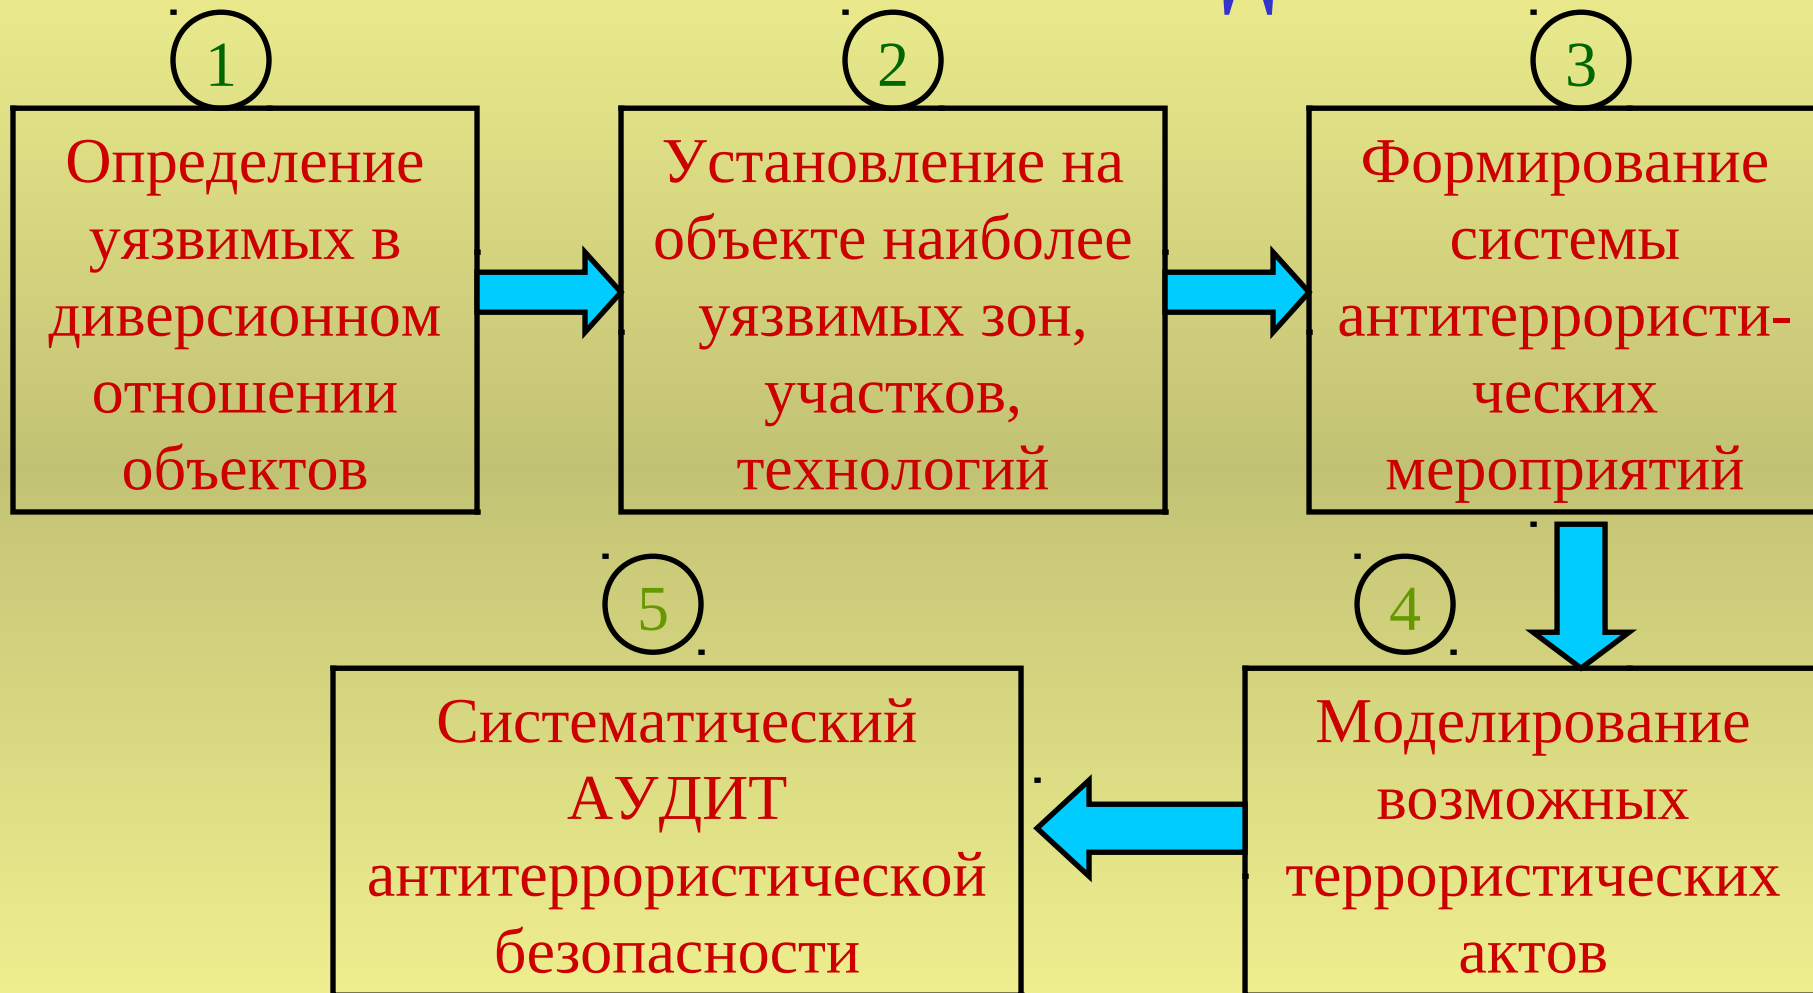 1
Определение
уязвимых в
диверсионном
отношении
объектов
2
Установление на
объекте наиболее
уязвимых зон,
участков,
технологий
3
Формирование
системы
антитеррористи-
ческих
мероприятий
4
Моделирование
возможных
террористических
актов
5
Систематический
АУДИТ
антитеррористической
безопасности